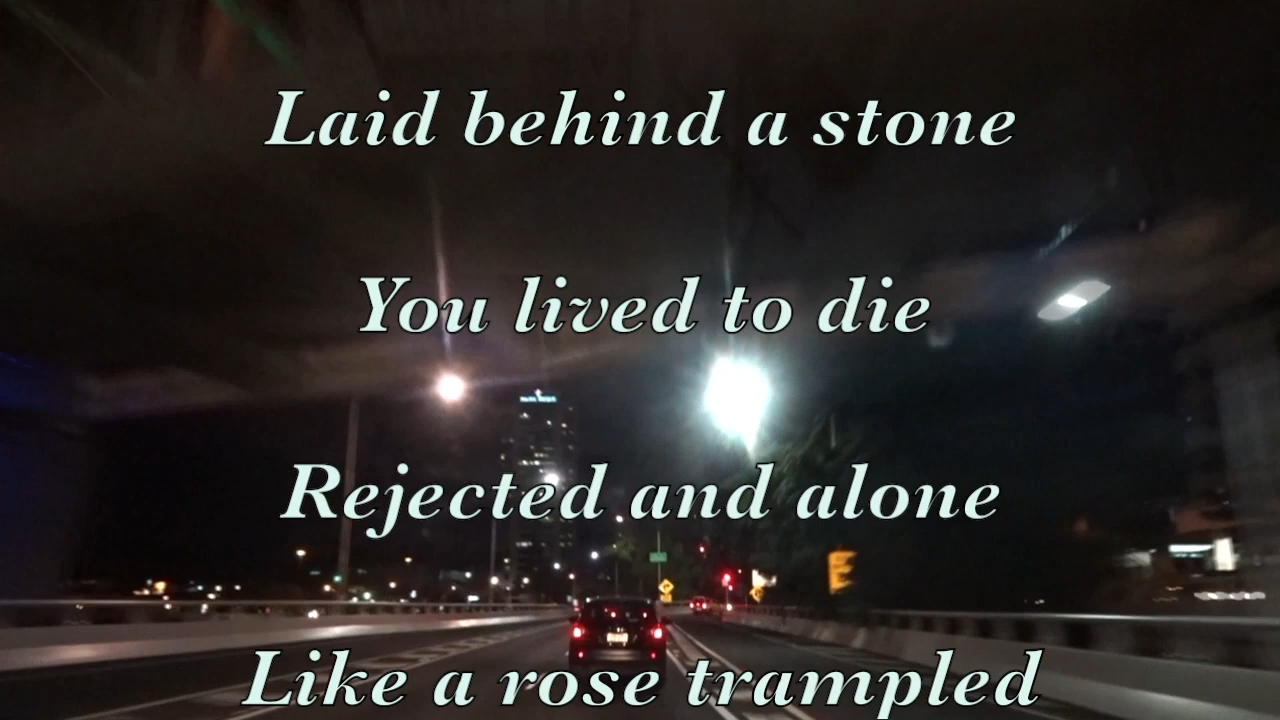 Laid behind a stone
You lived to die
Rejected and alone
Like a rose trampled